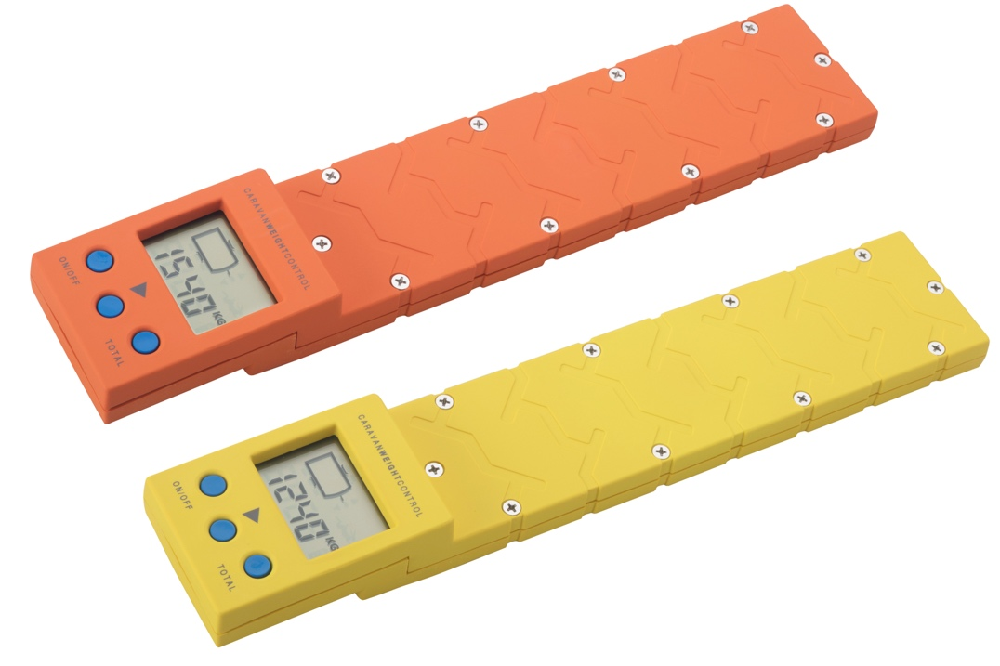 CARAVANWEIGHTCONTROL
1540 KG
ON/OFF
TOTAL
CARAVANWEIGHTCONTROL
1240 KG
ON/OFF
TOTAL